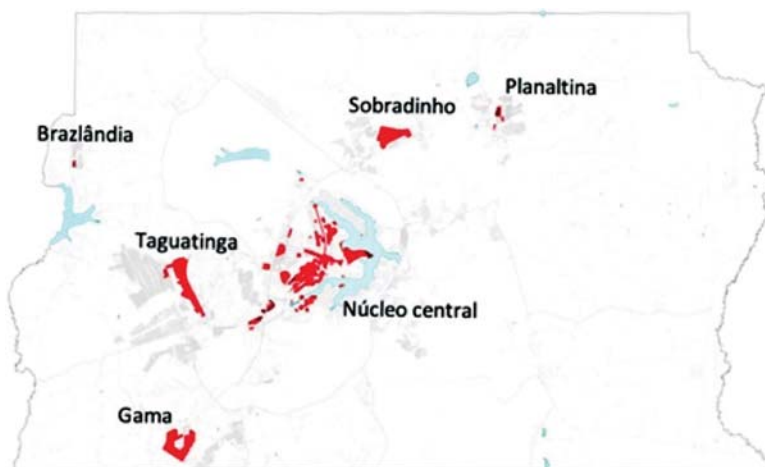 Planaltina
Sobradinho
Brazlândia
Taguatinga
Núcleo central
Gama